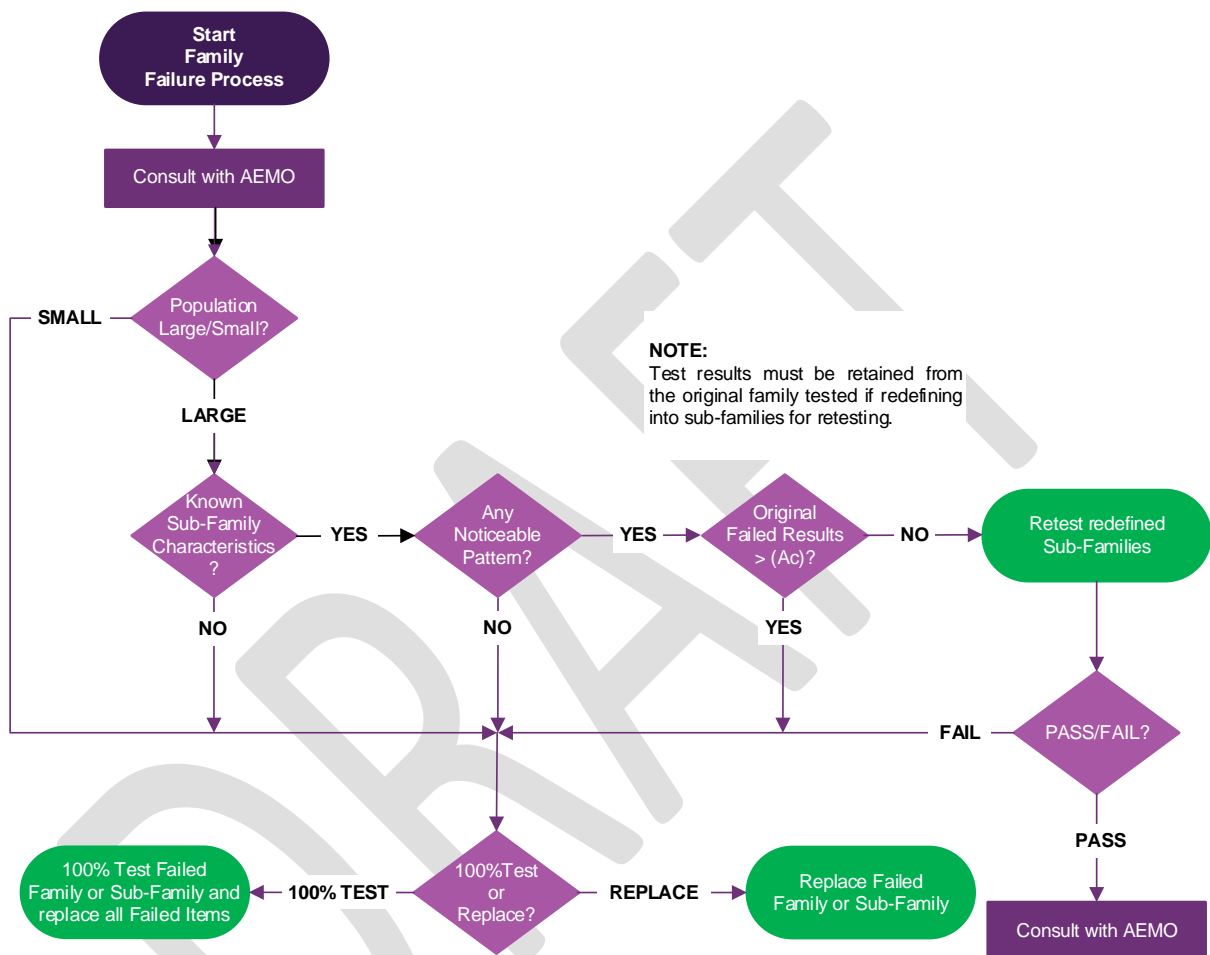 Start
Family
Failure Process
Consult with AEMO
Population
Large/Small?
SMALL
LARGE
NOTE:
Test results must be retained from
the original family tested if redefining
into sub-families for retesting.
Known
Sub-Family
Characteristics
?
YES
Any
Noticeable
Pattern?
YES
Original
Failed Results
> (Ac)?
NO
Retest redefined
Sub-Families
NO
NO
YES
FAIL
PASS/FAIL?
PASS
100% Test Failed
Family or Sub-Family and
replace all Failed Items
100% TEST
100%Test
or
Replace?
REPLACE
Replace Failed
Family or Sub-Family
Consult with AEMO
DRAFT